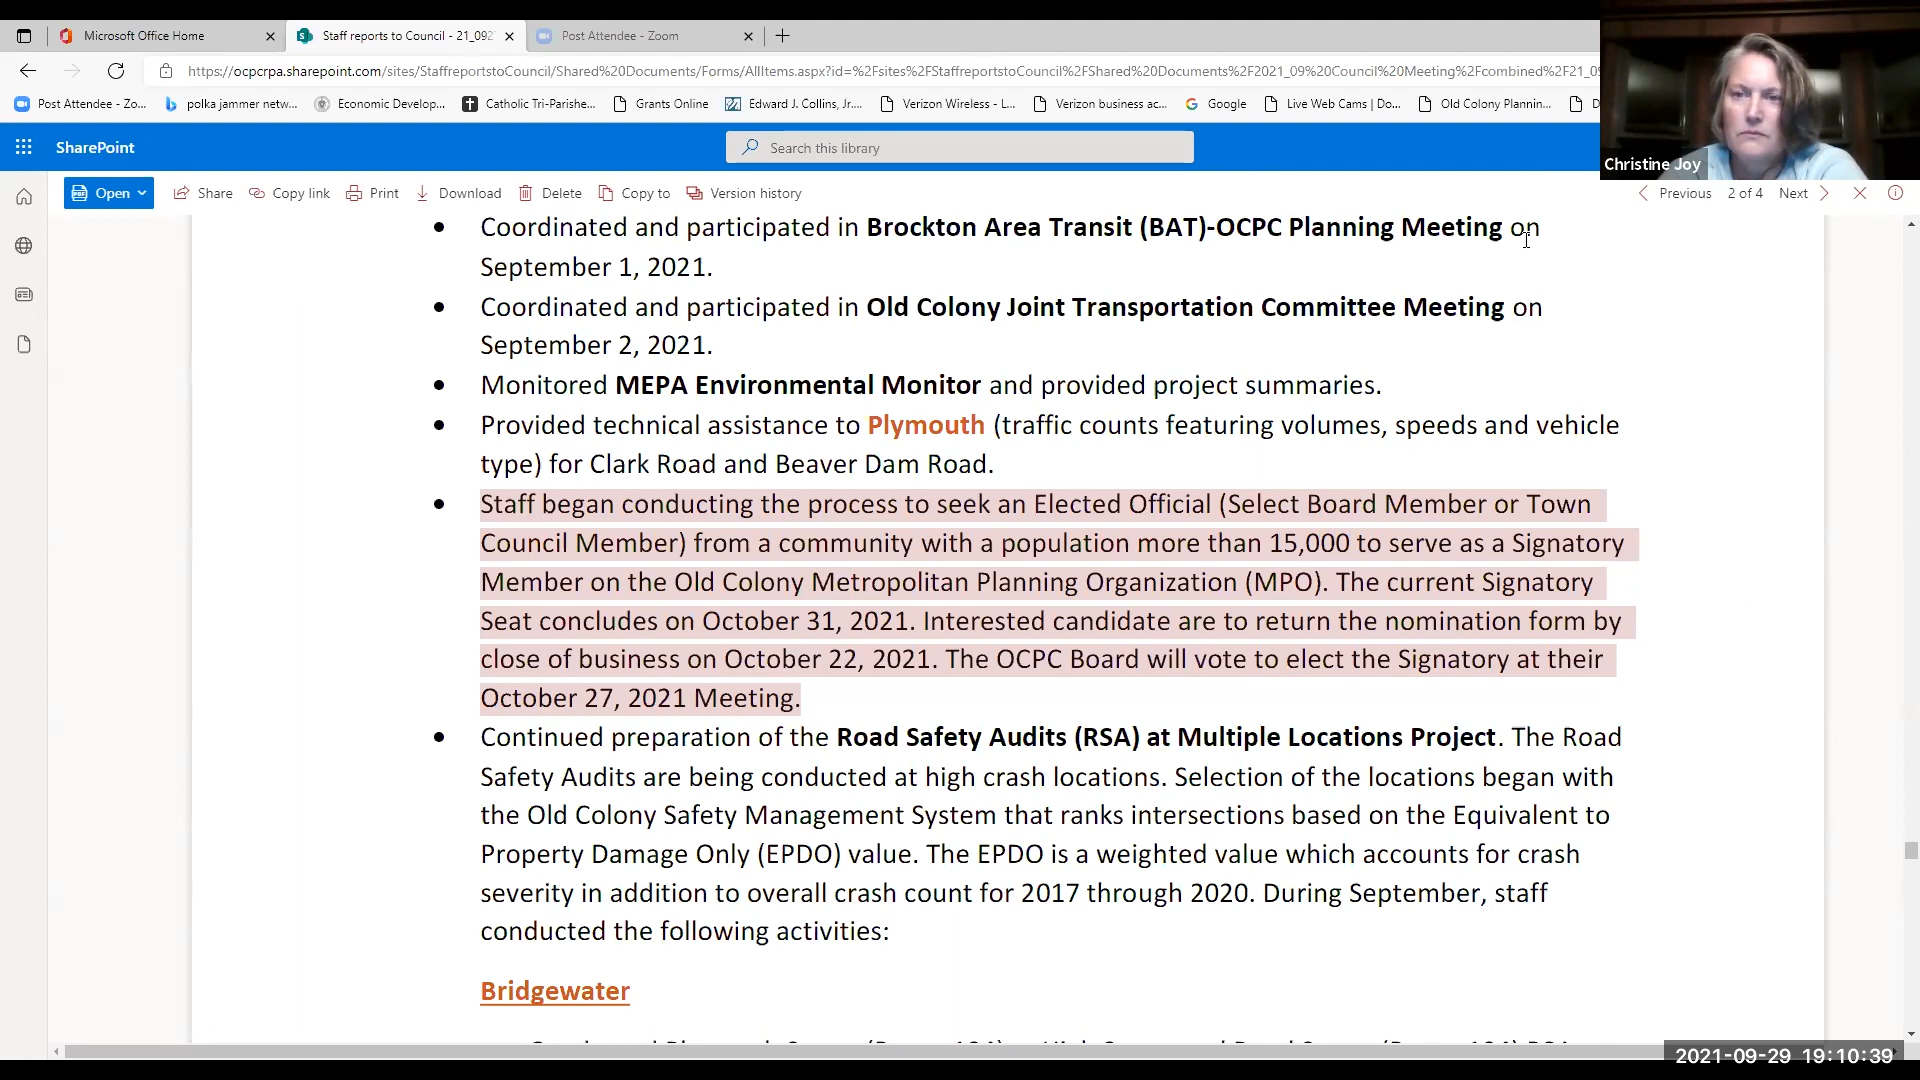 Microsoft Office Home
Staff reports to Council - 21_092
Post Attendee - Zoom
https://ocpcrpa.sharepoint.com/sites/StaffreportstoCouncil/Shared%20Documents/Forms/AllItems.aspx?id=%2Fsites%2FStaffreportstoCouncil%2FShared%20Documents%2F2021_09%20Council%20Meeting%2Fcombined%2F21_09
Post Attendee - Zo...
polka jammer netw...
Economic Develop...
Catholic Tri-Parishe...
Grants Online
Edward J. Collins, Jr....
Verizon Wireless - L...
Verizon business ac...
Google
Live Web Cams | Do...
Old Colony Plannin...
D
SharePoint
Search this library
Christine Joy
Open
Share
Copy link
Print
Download
Delete
Copy to
Version history
Previous
2 of 4
Next
• Coordinated and participated in Brockton Area Transit (BAT)-OCPC Planning Meeting on
September 1, 2021.
• Coordinated and participated in Old Colony Joint Transportation Committee Meeting on
September 2, 2021.
• Monitored MEPA Environmental Monitor and provided project summaries.
• Provided technical assistance to Plymouth (traffic counts featuring volumes, speeds and vehicle
type) for Clark Road and Beaver Dam Road.
• Staff began conducting the process to seek an Elected Official (Select Board Member or Town
Council Member) from a community with a population more than 15,000 to serve as a Signatory
Member on the Old Colony Metropolitan Planning Organization (MPO). The current Signatory
Seat concludes on October 31, 2021. Interested candidate are to return the nomination form by
close of business on October 22, 2021. The OCPC Board will vote to elect the Signatory at their
October 27, 2021 Meeting.
• Continued preparation of the Road Safety Audits (RSA) at Multiple Locations Project. The Road
Safety Audits are being conducted at high crash locations. Selection of the locations began with
the Old Colony Safety Management System that ranks intersections based on the Equivalent to
Property Damage Only (EPDO) value. The EPDO is a weighted value which accounts for crash
severity in addition to overall crash count for 2017 through 2020. During September, staff
conducted the following activities:
Bridgewater
2021-09-29 19:10:39